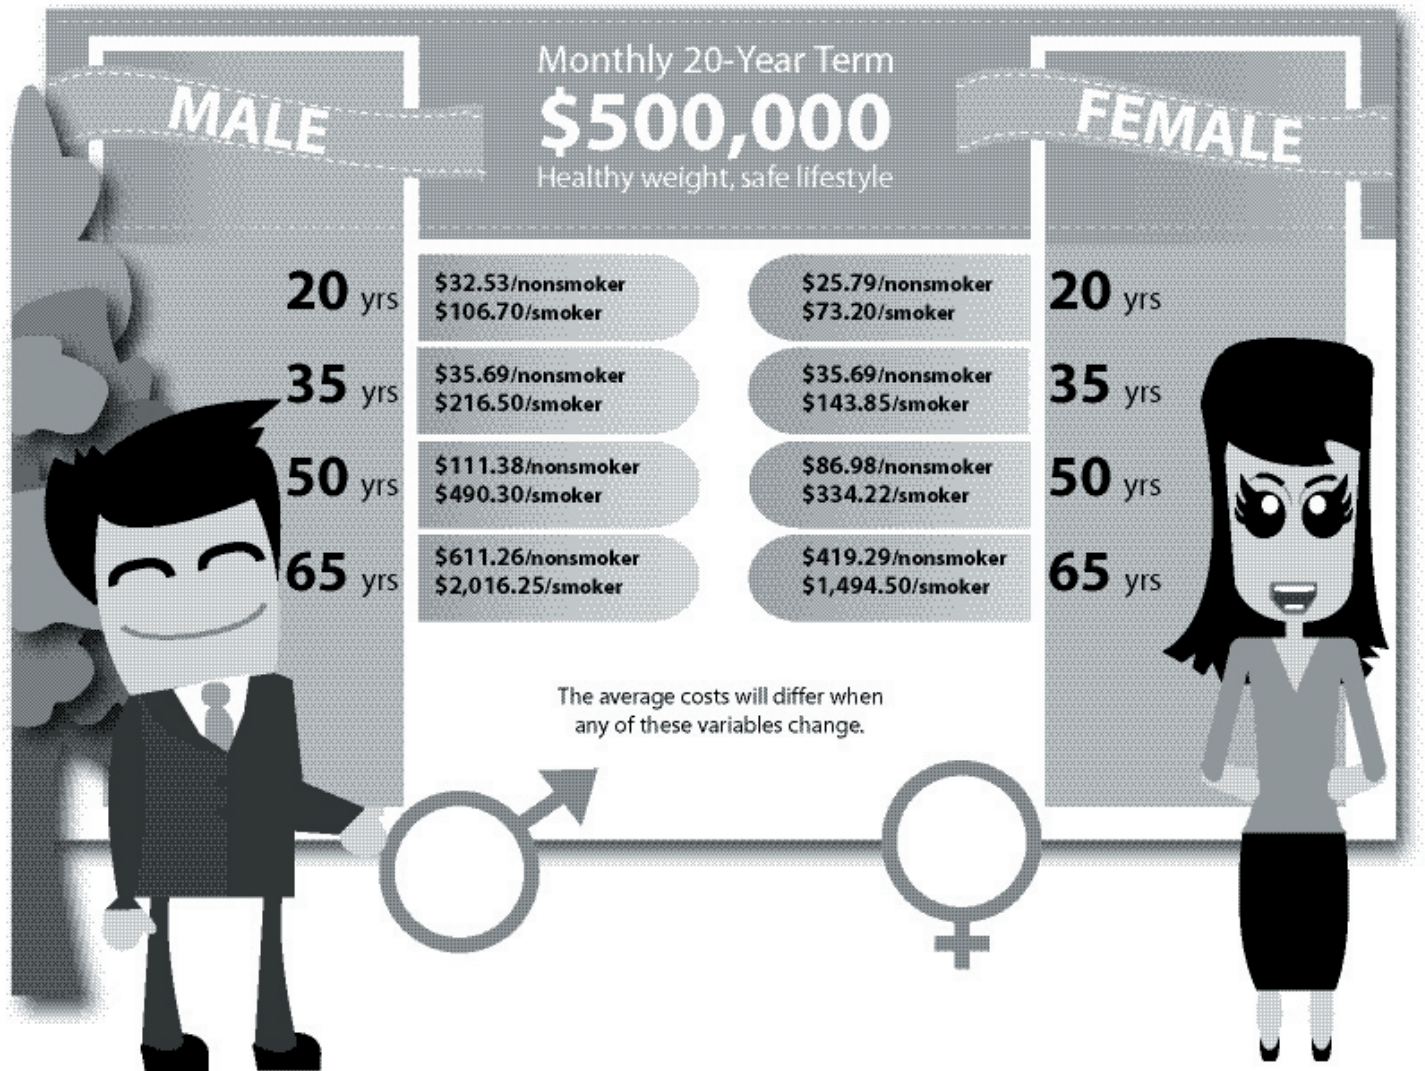 Monthly 20-Year Term
$500,000
Healthy weight, safe lifestyle
MALE
FEMALE
20 yrs
$32.53/nonsmoker
$106.70/smoker
35 yrs
$35.69/nonsmoker
$216.50/smoker
50 yrs
$111.38/nonsmoker
$490.30/smoker
65 yrs
$611.26/nonsmoker
$2,016.25/smoker
$25.79/nonsmoker
$73.20/smoker
20 yrs
$35.69/nonsmoker
$143.85/smoker
35 yrs
$86.98/nonsmoker
$334.22/smoker
50 yrs
$419.29/nonsmoker
$1,494.50/smoker
65 yrs
The average costs will differ when
any of these variables change.